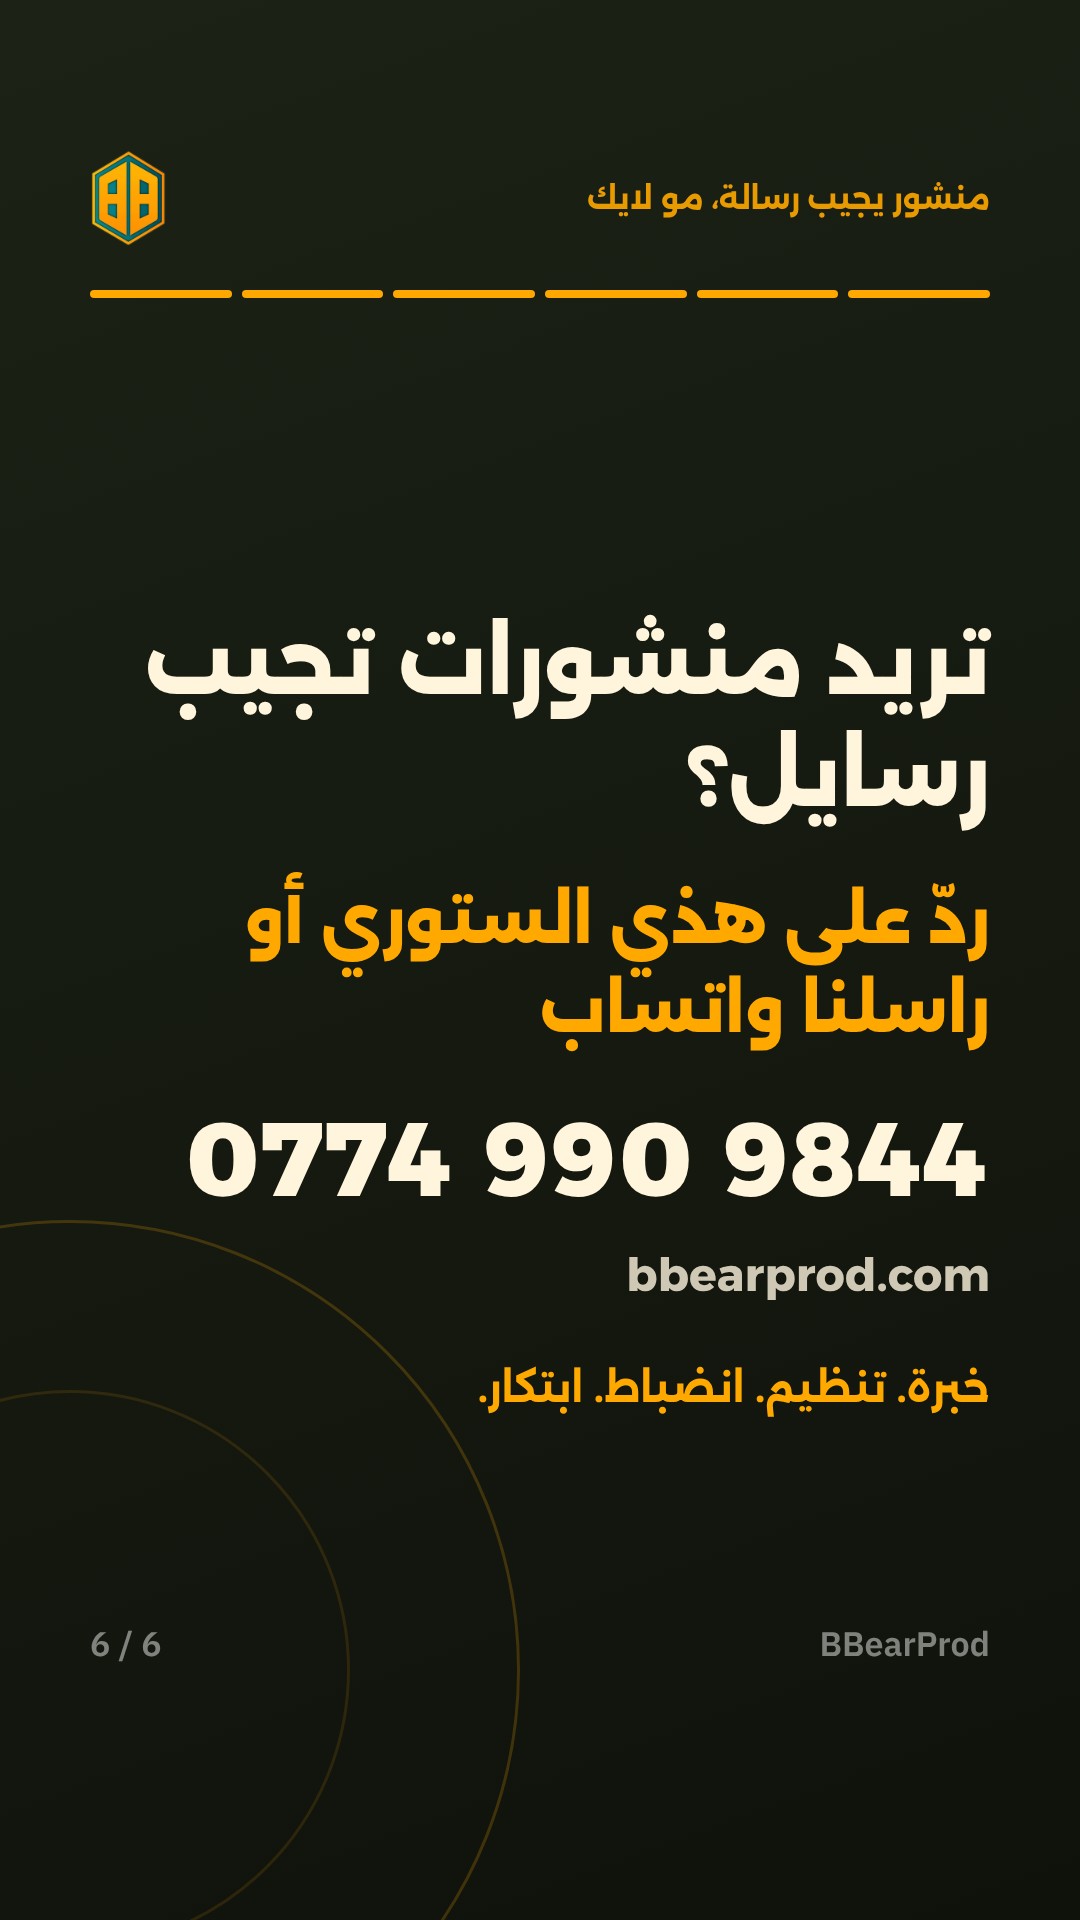 منشور يجيب رسالة، مو لايك
تريد منشورات تجيب
رسايل؟
ردّ على هذي الستوري أو
راسلنا واتساب
0774 990 9844
bbearprod.com
خبرة. تنظيم. انضباط. ابتكار.
BBearProd
6 / 6